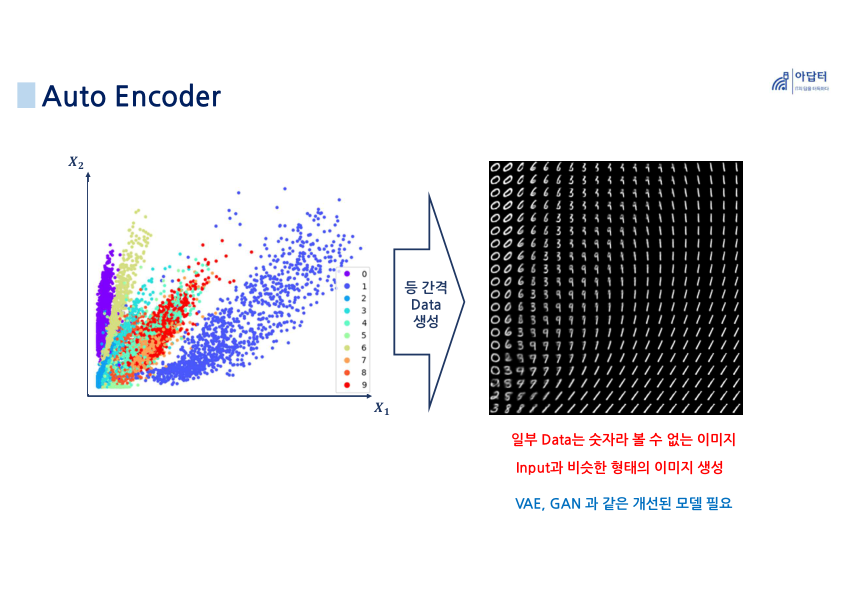 Auto Encoder
아답터
X₂
0
1
2
3
4
5
6
7
8
9
X₁
등 간격
Data
생성
일부 Data는 숫자라 볼 수 없는 이미지
Input과 비슷한 형태의 이미지 생성
VAE, GAN 과 같은 개선된 모델 필요